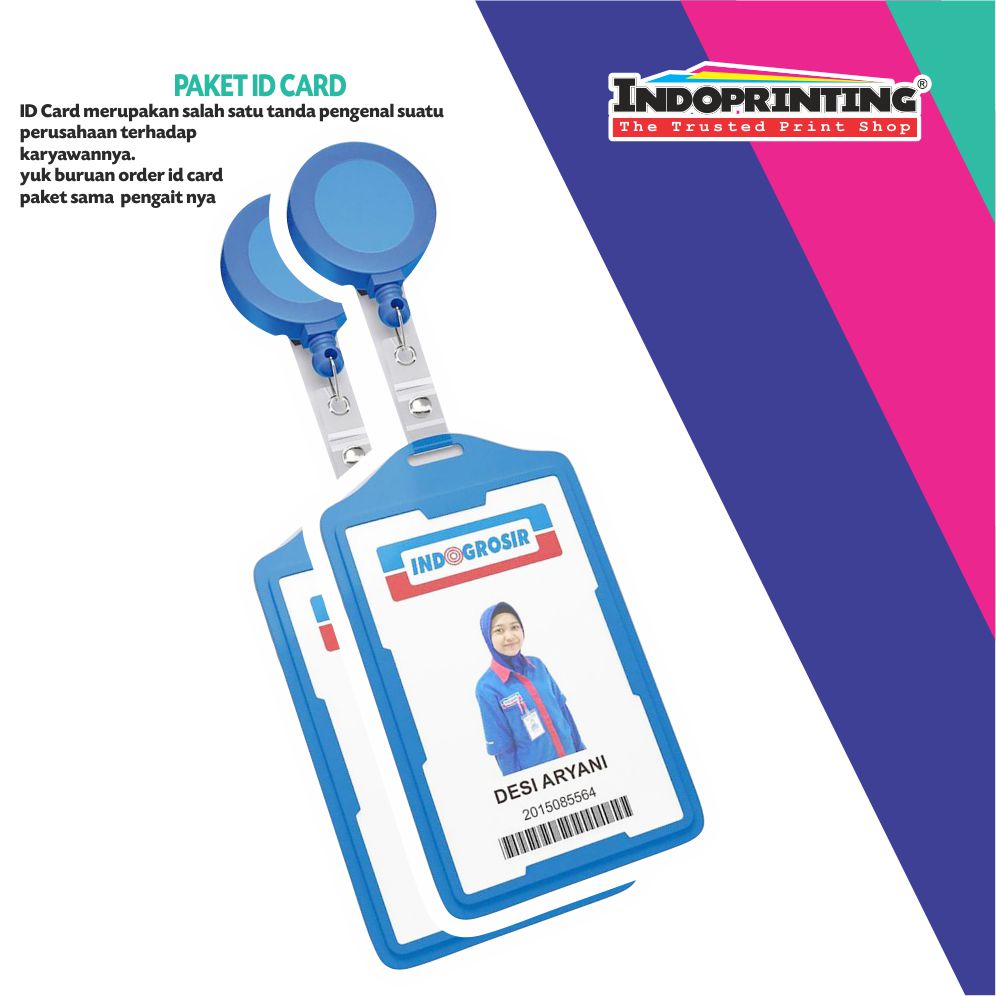 PAKET ID CARD
ID Card merupakan salah satu tanda pengenal suatu
perusahaan terhadap
karyawannya.
yuk buruan order id card
paket sama pengait nya
INDOPRINTING®
The Trusted Print Shop
INDOGROSIR
DESI ARYANI
2015085564